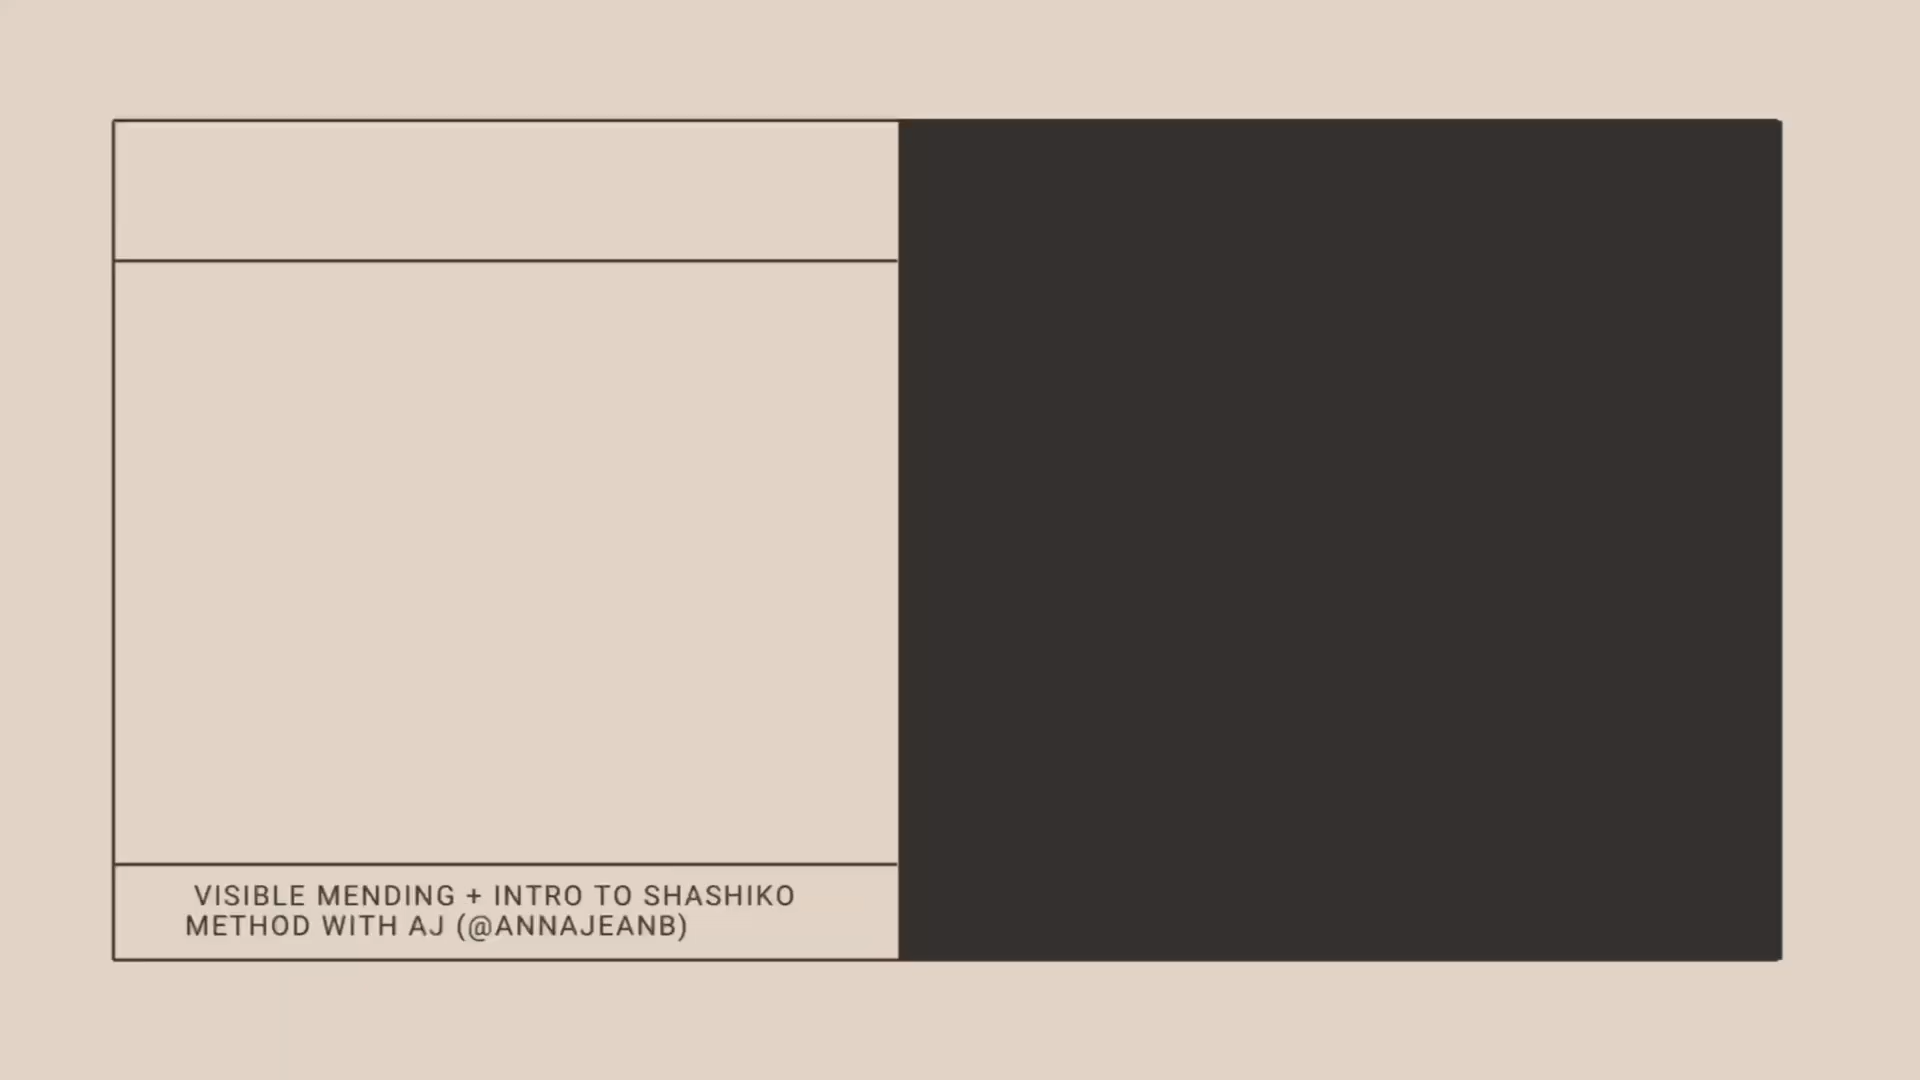 VISIBLE MENDING + INTRO TO SHASHIKO
METHOD WITH AJ (@ANNAJEANB)